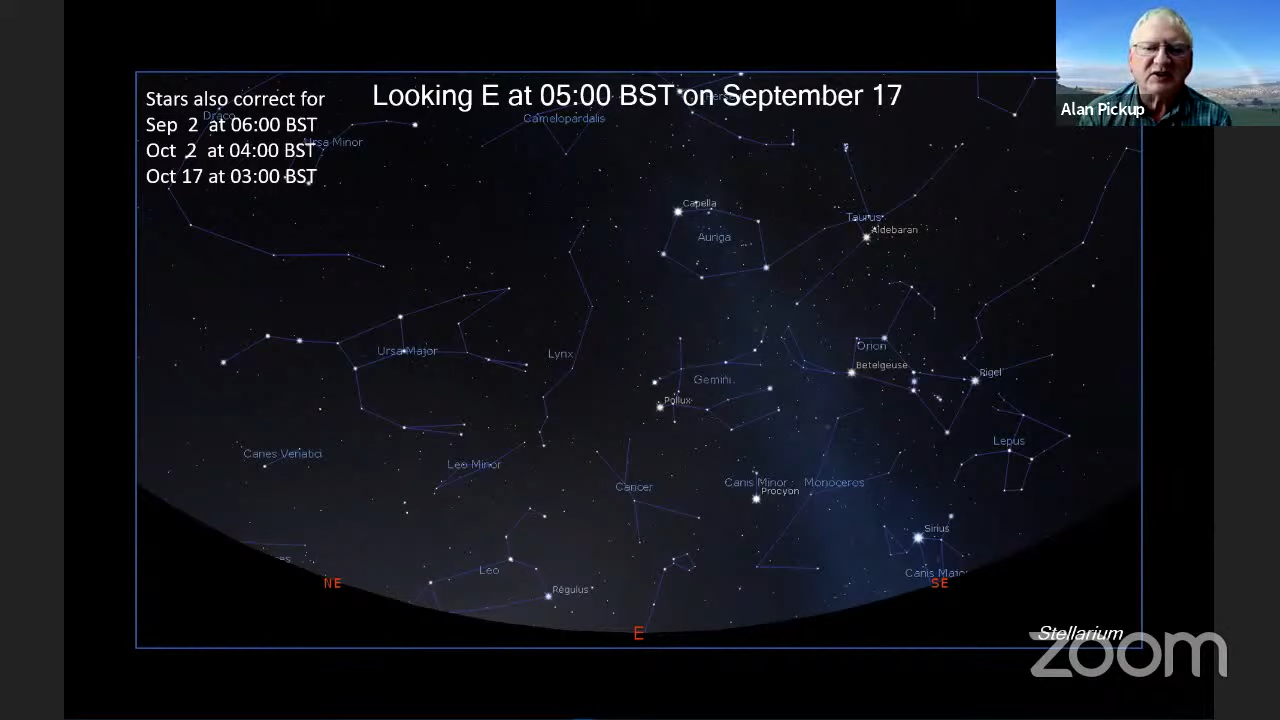 Looking E at 05:00 BST on September 17
Stars also correct for
Sep 2 at 06:00 BST
Oct 2 at 04:00 BST
Oct 17 at 03:00 BST
Alan Pickup
Draco
Camelopardalis
Ursa Minor
Capella
Auriga
Taurus
Aldebaran
Ursa Major
Lynx
Orion
Betelgeuse
Rigel
Gemini
Pollux
Lepus
Canes Venatici
Leo Minor
Cancer
Canis Minor
Procyon
Monoceros
Sirius
Canis Major
Leo
Regulus
NE
SE
E
Stellarium
zoom